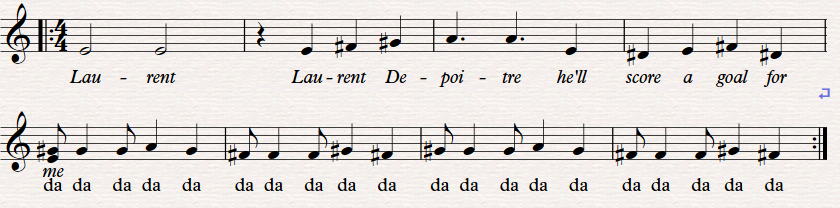 Lau - rent Lau - rent De - poi - tre he'll score a goal for
me
da da da da da da da da da da da da da da da da da da da da